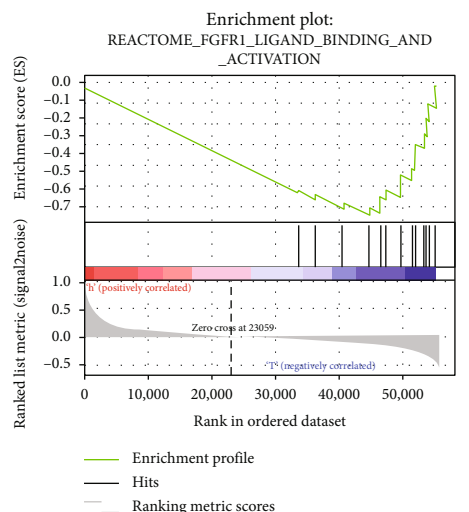 Enrichment plot:
REACTOME_FGFR1_LIGAND_BINDING_AND
_ACTIVATION
Enrichment score (ES)
0.0
−0.1
−0.2
−0.3
−0.4
−0.5
−0.6
−0.7
Ranked list metric (signal2noise)
1.0
0.5
0.0
−0.5
'h' (positively correlated)
Zero cross at 23059
'T' (negatively correlated)
0
10,000
20,000
30,000
40,000
50,000
Rank in ordered dataset
Enrichment profile
Hits
Ranking metric scores